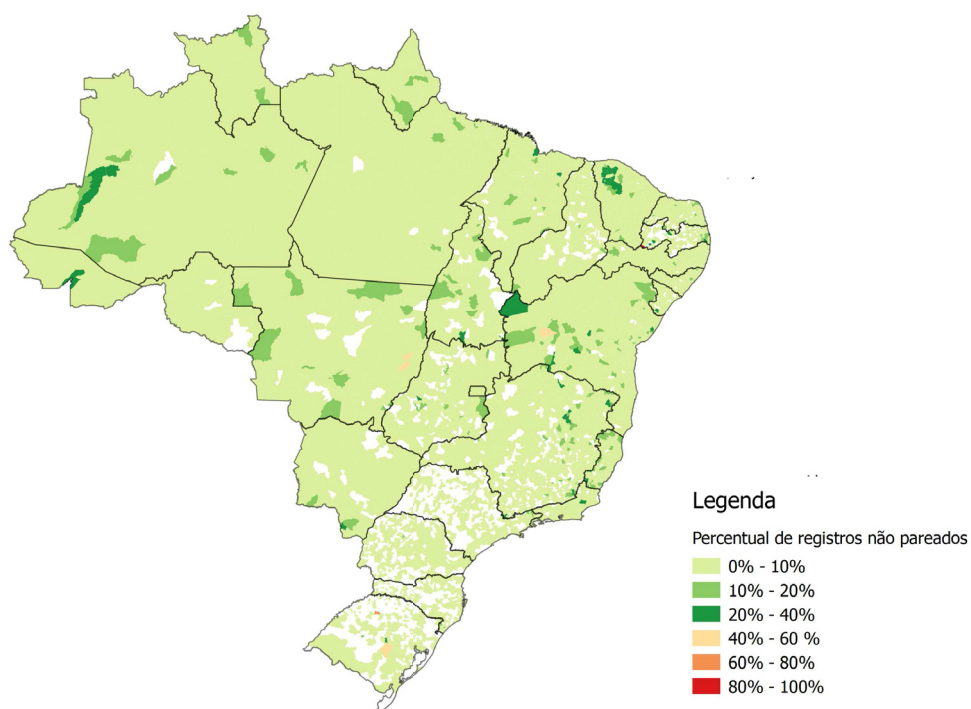 Legenda
Percentual de registros não pareados
0% - 10%
10% - 20%
20% - 40%
40% - 60 %
60% - 80%
80% - 100%